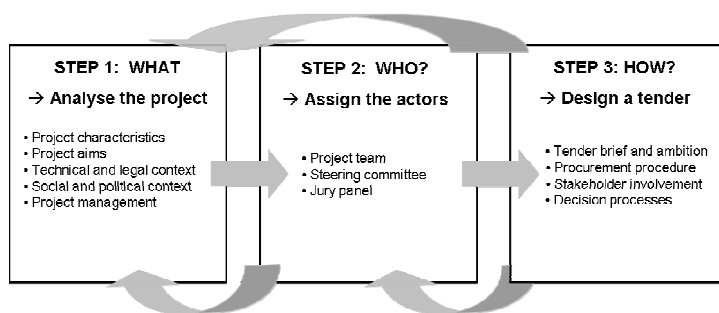 STEP 1: WHAT
→ Analyse the project
• Project characteristics
• Project aims
• Technical and legal context
• Social and political context
• Project management
STEP 2: WHO?
→ Assign the actors
• Project team
• Steering committee
• Jury panel
STEP 3: HOW?
→ Design a tender
• Tender brief and ambition
• Procurement procedure
• Stakeholder involvement
• Decision processes